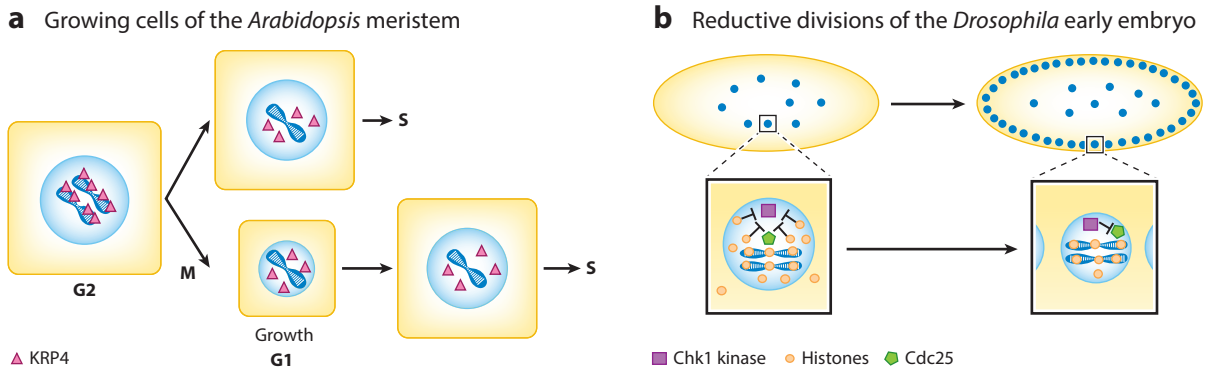 a Growing cells of the Arabidopsis meristem
S
G2
M
S
Growth
G1
KRP4
b Reductive divisions of the Drosophila early embryo
Chk1 kinase Histones Cdc25